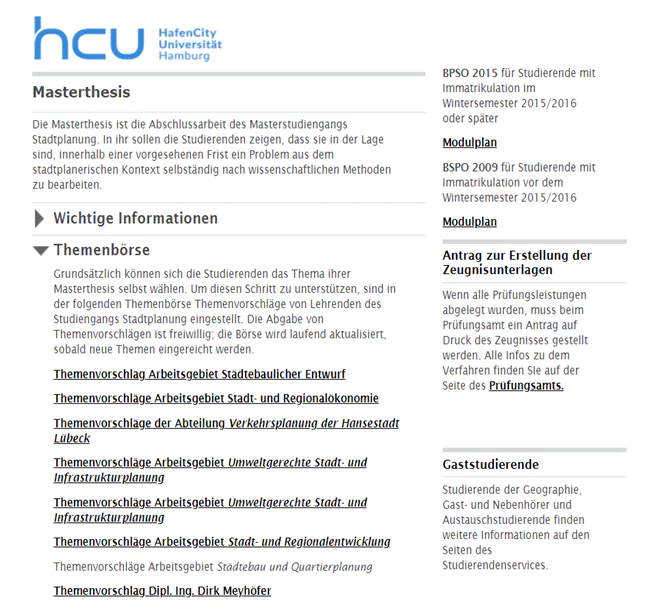 hcu HafenCity
Universität
Hamburg
Masterthesis
Die Masterthesis ist die Abschlussarbeit des Masterstudiengangs
Stadtplanung. In ihr sollen die Studierenden zeigen, dass sie in der Lage
sind, innerhalb einer vorgesehenen Frist ein Problem aus dem
stadtplanerischen Kontext selbständig nach wissenschaftlichen Methoden
zu bearbeiten.
Wichtige Informationen
Themenbörse
Grundsätzlich können sich die Studierenden das Thema ihrer
Masterthesis selbst wählen. Um diesen Schritt zu unterstützen, sind in
der folgenden Themenbörse Themenvorschläge von Lehrenden des
Studiengangs Stadtplanung eingestellt. Die Abgabe von
Themenvorschlägen ist freiwillig; die Börse wird laufend aktualisiert,
sobald neue Themen eingereicht werden.
Themenvorschlag Arbeitsgebiet Städtebaulicher Entwurf
Themenvorschläge Arbeitsgebiet Stadt- und Regionalökonomie
Themenvorschläge der Abteilung Verkehrsplanung der Hansestadt
Lübeck
Themenvorschläge Arbeitsgebiet Umweltgerechte Stadt- und
Infrastrukturplanung
Themenvorschläge Arbeitsgebiet Umweltgerechte Stadt- und
Infrastrukturplanung
Themenvorschläge Arbeitsgebiet Stadt- und Regionalentwicklung
Themenvorschläge Arbeitsgebiet Städtebau und Quartierplanung
Themenvorschlag Dipl. Ing. Dirk Meyhöfer
BPSO 2015 für Studierende mit
Immatrikulation im
Wintersemester 2015/2016
oder später
Modulplan
BSPO 2009 für Studierende mit
Immatrikulation vor dem
Wintersemester 2015/2016
Modulplan
Antrag zur Erstellung der
Zeugnisunterlagen
Wenn alle Prüfungsleistungen
abgelegt wurden, muss beim
Prüfungsamt ein Antrag auf
Druck des Zeugnisses gestellt
werden. Alle Infos zu dem
Verfahren finden SIe auf der
Seite des Prüfungsamts.
Gaststudierende
Studierende der Geographie,
Gast- und Nebenhörer und
Austauschstudierende finden
weitere Informationen auf den
Seiten des
Studierendenservices.